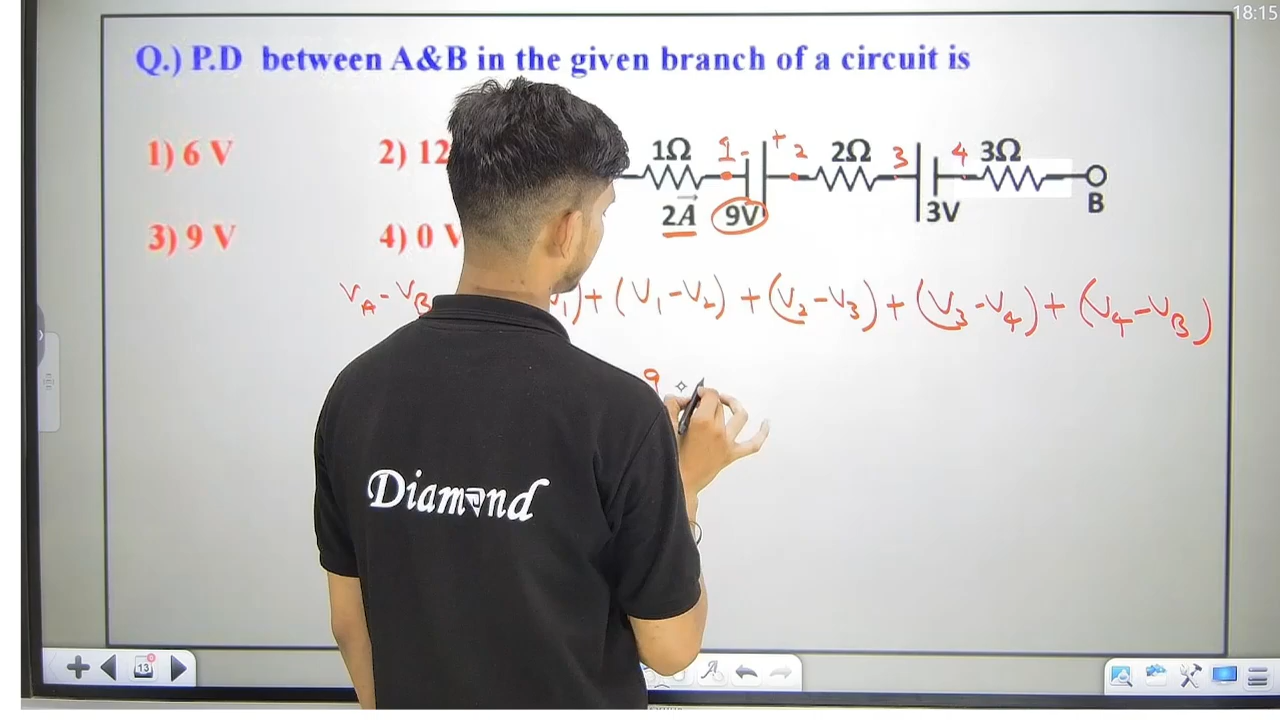 18:15
Q.) P.D between A&B in the given branch of a circuit is
1) 6 V
2) 12
1Ω 1 - + 2 2Ω 3 4 3Ω
2A 9V 3V B
3) 9 V
4) 0 V
V_A - V_B V_1) + (V_1 - V_2) + (V_2 - V_3) + (V_3 - V_4) + (V_4 - V_B)
9
Diamond
13